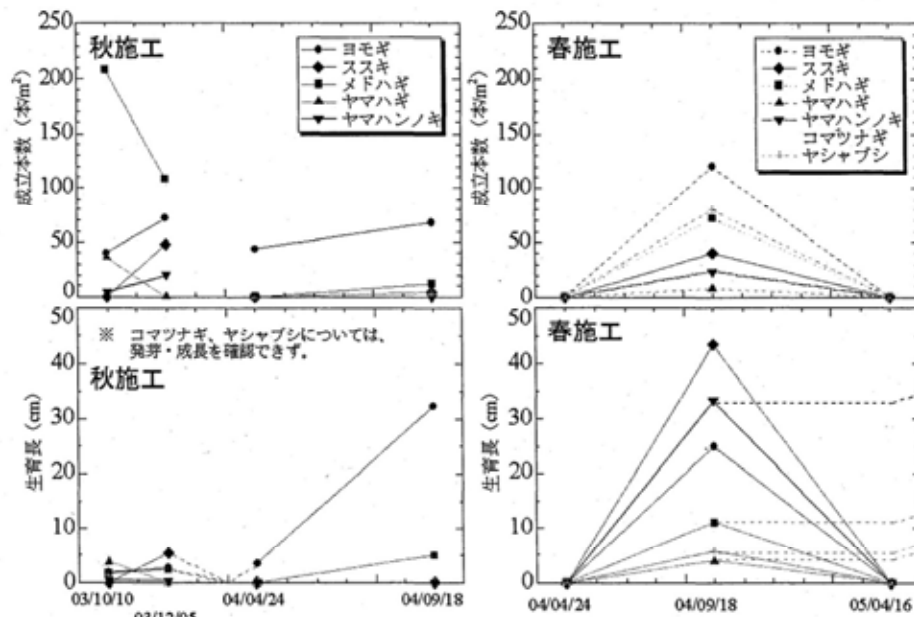 250
200
150
100
50
0
成立本数（本/m²）
秋施工
ヨモギ
ススキ
メドハギ
ヤマハギ
ヤマハンノキ
250
200
150
100
50
0
成立本数（本/m²）
春施工
ヨモギ
ススキ
メドハギ
ヤマハギ
ヤマハンノキ
コマツナギ
ヤシャブシ
50
40
30
20
10
0
生育長（cm）
※ コマツナギ、ヤシャブシについては、
発芽・成長を確認できず。
秋施工
03/10/10
03/12/05
04/04/24
04/09/18
50
40
30
20
10
0
生育長（cm）
春施工
04/04/24
04/09/18
05/04/16